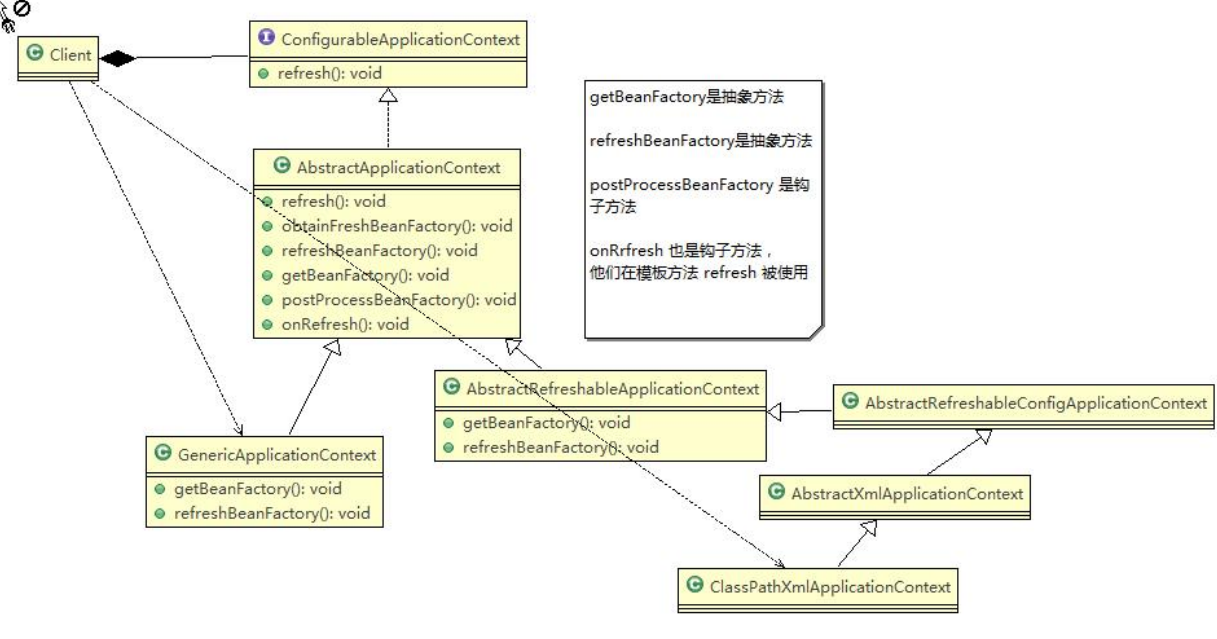 Client
ConfigurableApplicationContext
refresh(): void
AbstractApplicationContext
refresh(): void
obtainFreshBeanFactory(): void
refreshBeanFactory(): void
getBeanFactory(): void
postProcessBeanFactory(): void
onRefresh(): void
getBeanFactory是抽象方法
refreshBeanFactory是抽象方法
postProcessBeanFactory 是钩
子方法
onRrfresh 也是钩子方法，
他们在模板方法 refresh 被使用
AbstractRefreshableApplicationContext
getBeanFactory(): void
refreshBeanFactory(): void
AbstractRefreshableConfigApplicationContext
GenericApplicationContext
getBeanFactory(): void
refreshBeanFactory(): void
AbstractXmlApplicationContext
ClassPathXmlApplicationContext